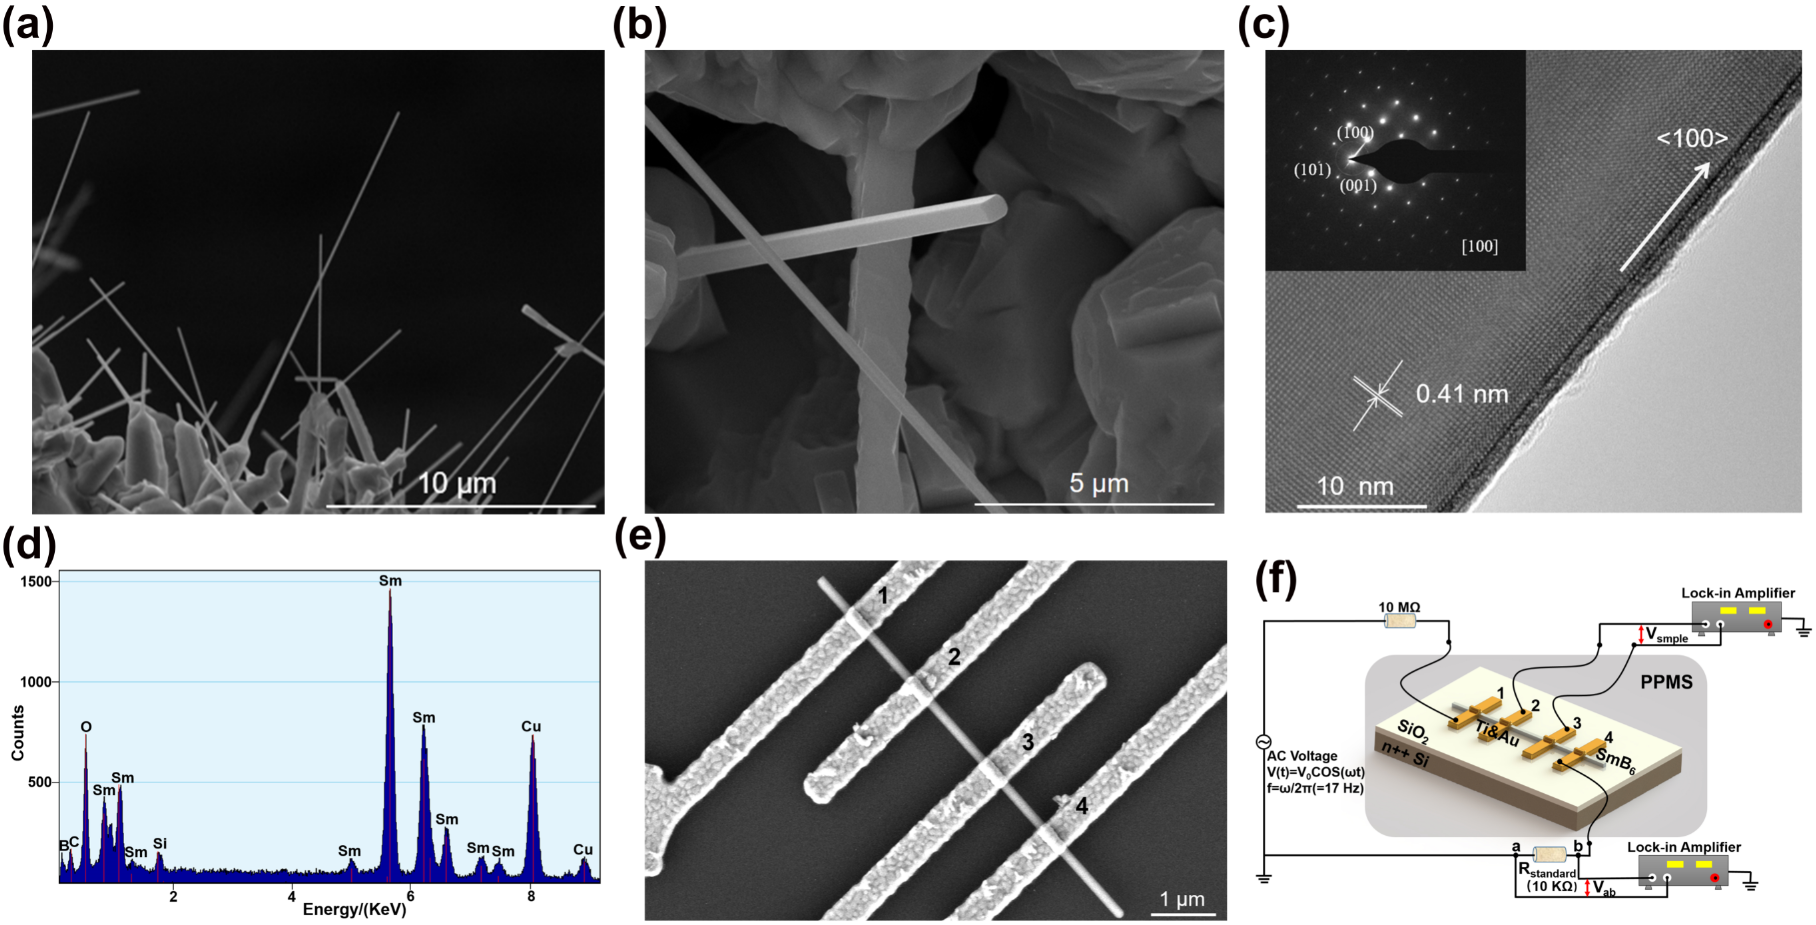 (a)
10 µm
(b)
5 µm
(c)
(100)
(101)
(001)
[100]
<100>
0.41 nm
10 nm
(d)
1500
1000
500
Counts
B
C
O
Sm
Sm
Sm
Si
Sm
Sm
Sm
Sm
Sm
Sm
Cu
Cu
2
4
6
8
Energy/(KeV)
(e)
1
2
3
4
1 µm
(f)
10 MΩ
Lock-in Amplifier
Vsmple
PPMS
1
2
3
4
SiO2
Ti&Au
SmB6
n++ Si
AC Voltage
V(t)=V0COS(ωt)
f=ω/2π(=17 Hz)
a
b
Rstandard
(10 KΩ)
Vab
Lock-in Amplifier